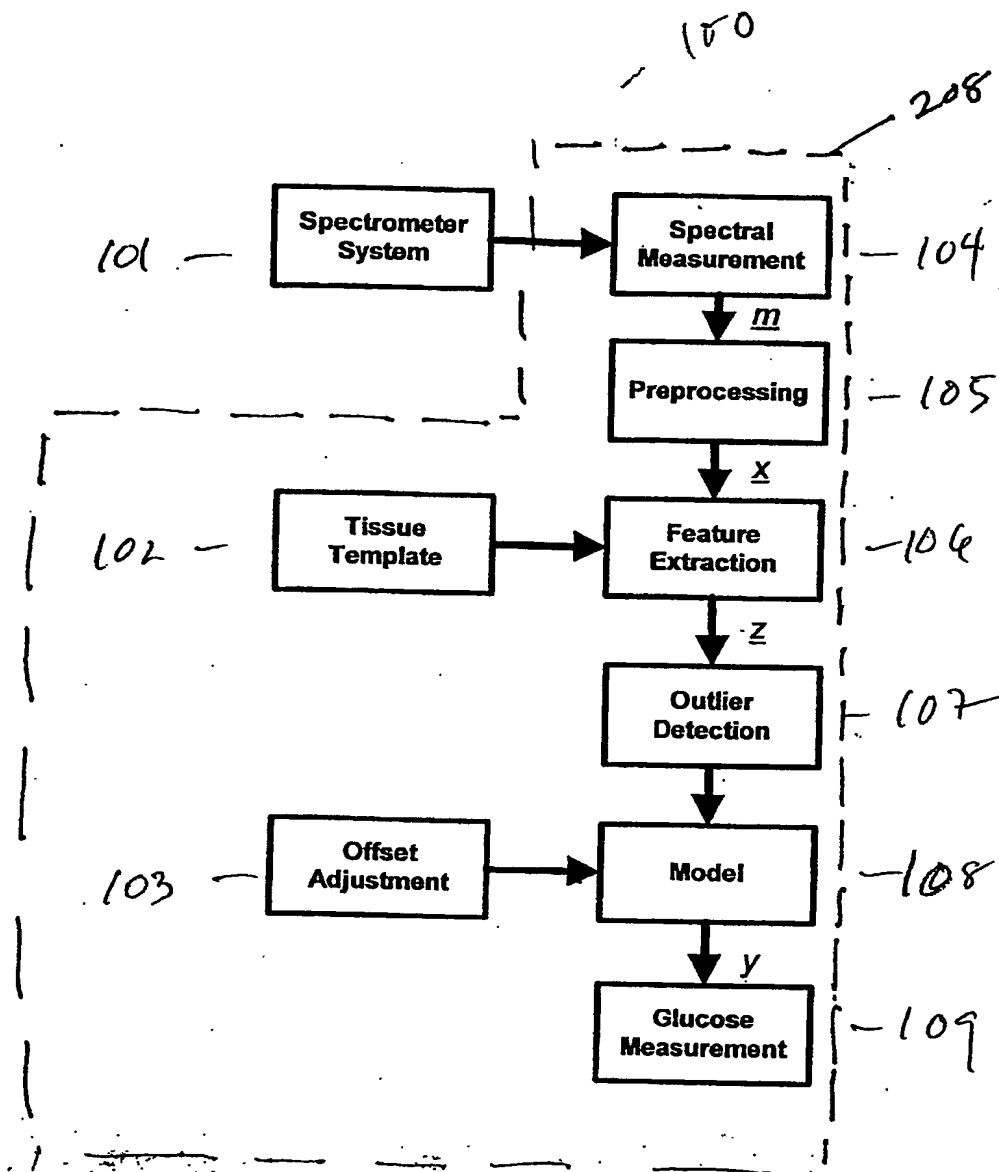 100
208
Spectrometer
System
Spectral
Measurement
101
104
m
Preprocessing
105
x
Tissue
Template
Feature
Extraction
102
106
z
Outlier
Detection
107
Offset
Adjustment
Model
103
108
y
Glucose
Measurement
109